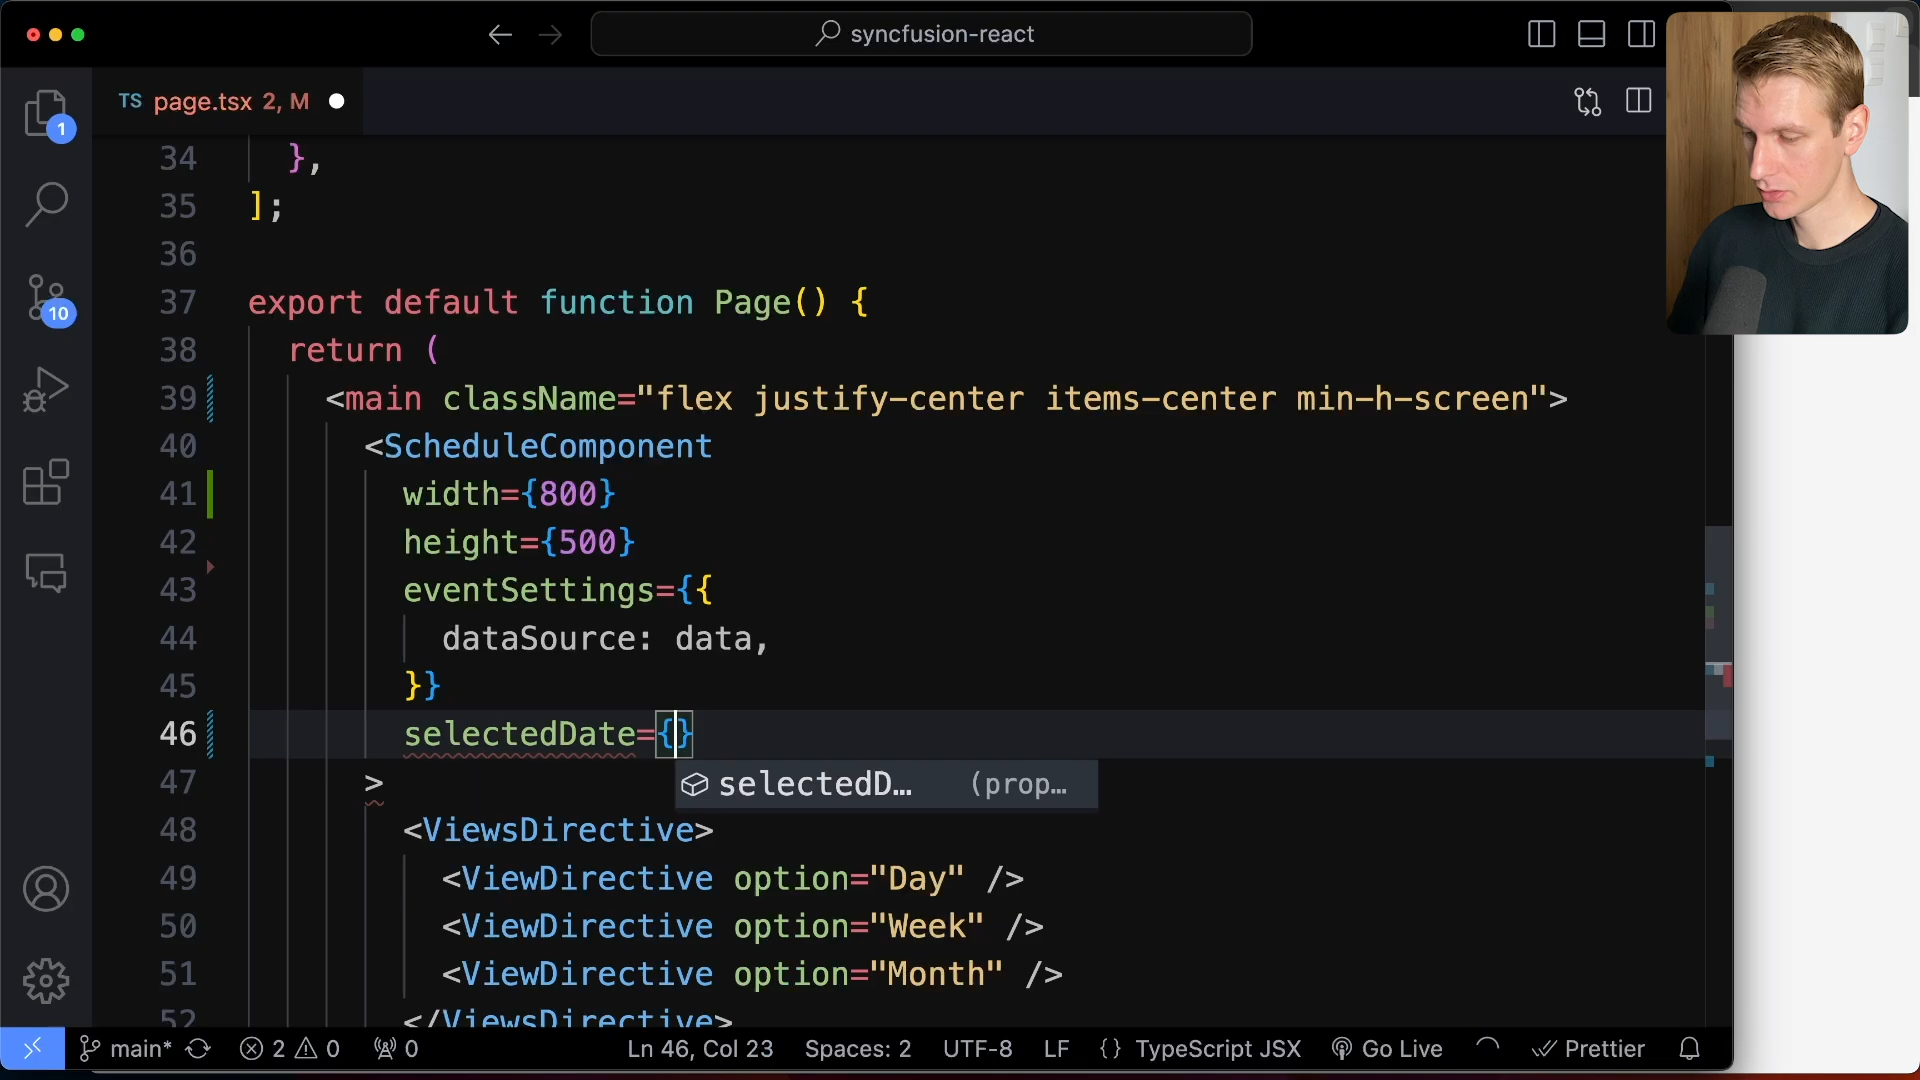 syncfusion-react
TS page.tsx 2, M
1
10
34 },
35 ];
36
37 export default function Page() {
38 return (
39 <main className="flex justify-center items-center min-h-screen">
40 <ScheduleComponent
41 width={800}
42 height={500}
43 eventSettings={{
44 dataSource: data,
45 }}
46 selectedDate={}
47 >
selectedD… (prop…
48 <ViewsDirective>
49 <ViewDirective option="Day" />
50 <ViewDirective option="Week" />
51 <ViewDirective option="Month" />
52 </ViewsDirective>
main* 2 0 0 Ln 46, Col 23 Spaces: 2 UTF-8 LF {} TypeScript JSX Go Live Prettier